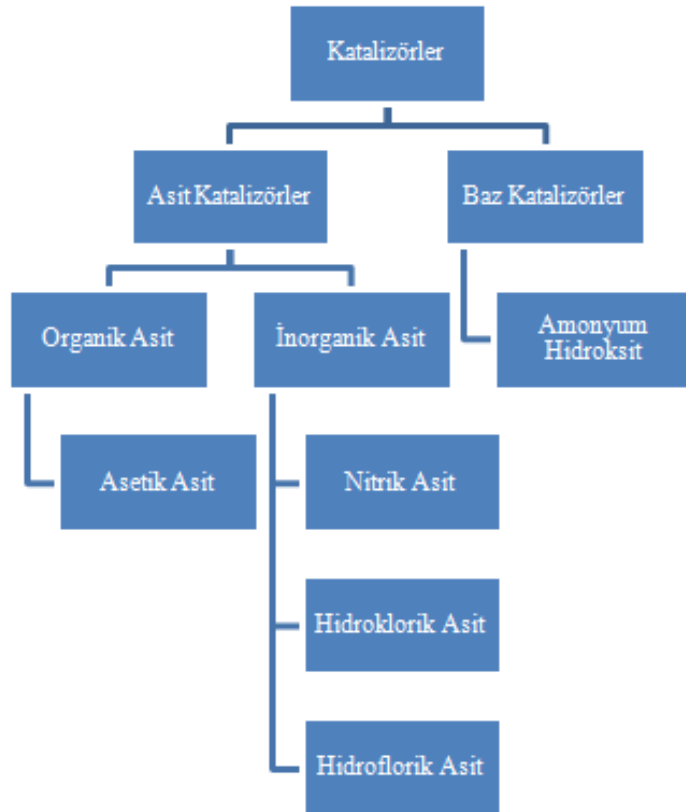 Katalizörler
Asit Katalizörler
Baz Katalizörler
Organik Asit
İnorganik Asit
Amonyum
Hidroksit
Asetik Asit
Nitrik Asit
Hidroklorik Asit
Hidroflorik Asit